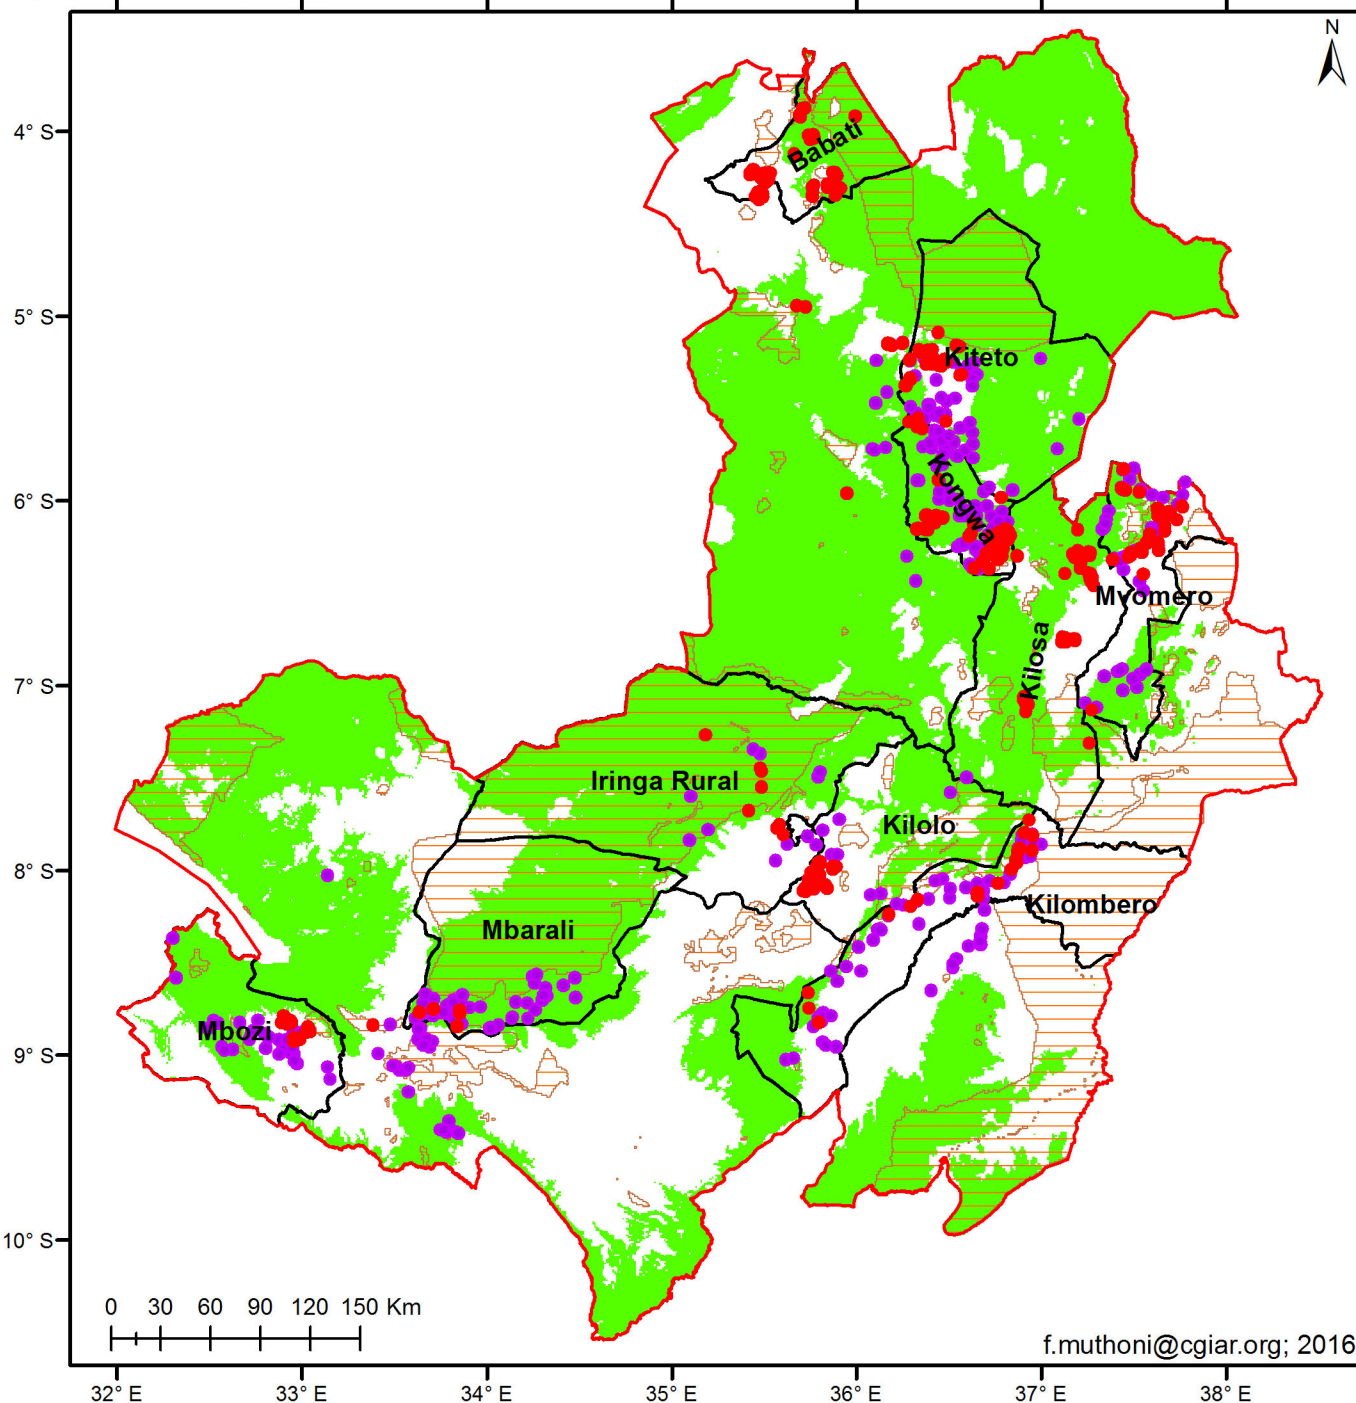 N
4° S
Babati
5° S
Kiteto
Kongwa
6° S
Mvomero
Kilosa
7° S
Iringa Rural
Kilolo
8° S
Kilombero
Mbarali
Mbozi
9° S
10° S
0 30 60 90 120 150 Km
f.muthoni@cgiar.org; 2016
32° E 33° E 34° E 35° E 36° E 37° E 38° E